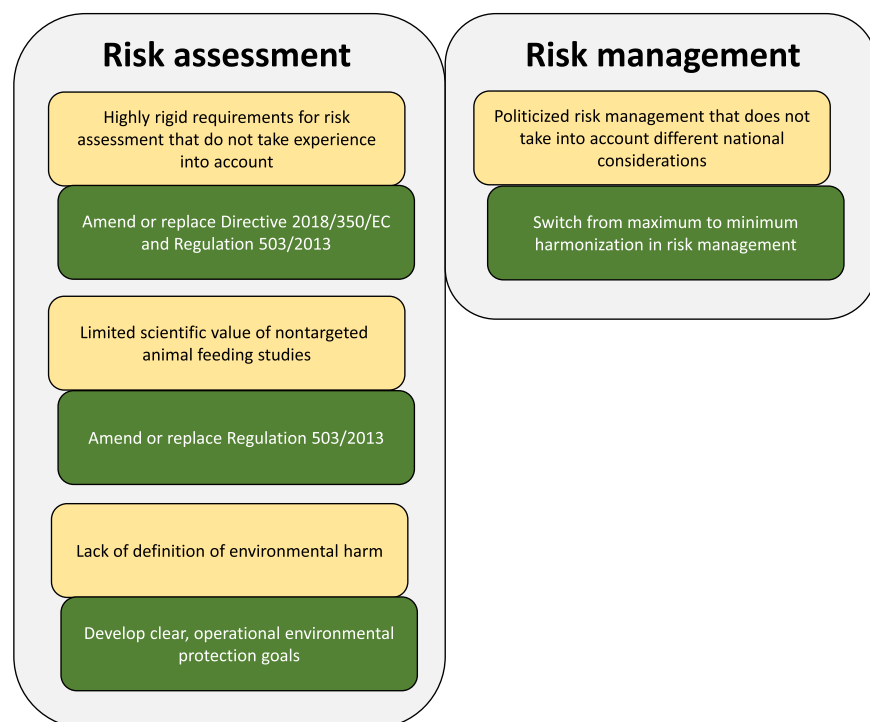 Risk assessment
Highly rigid requirements for risk
assessment that do not take experience
into account
Amend or replace Directive 2018/350/EC
and Regulation 503/2013
Limited scientific value of nontargeted
animal feeding studies
Amend or replace Regulation 503/2013
Lack of definition of environmental harm
Develop clear, operational environmental
protection goals
Risk management
Politicized risk management that does not
take into account different national
considerations
Switch from maximum to minimum
harmonization in risk management